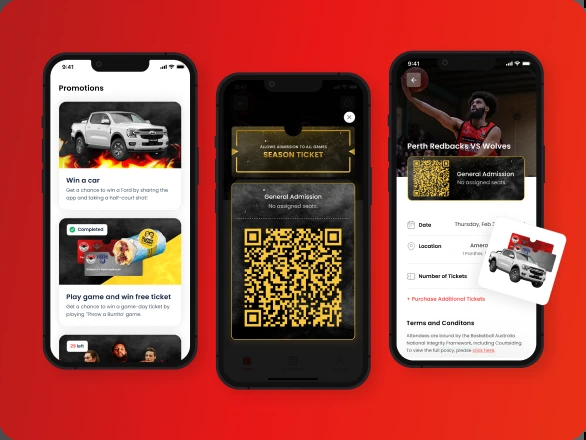 9:41
Promotions
Win a car
Get a chance to win a Ford by sharing the
app and taking a half-court shot!
Completed
Play game and win free ticket
Get a chance to win a game-day ticket by
playing 'Throw a Burrito' game.
29 left
9:41
ALLOWS ADMISSION TO ALL GAMES
SEASON TICKET
General Admission
No assigned seats.
9:41
Perth Redbacks VS Wolves
General Admission
No assigned seats.
Date
Thursday, Feb
Location
Number of Tickets
+ Purchase Additional Tickets
Terms and Conditons
Attendees are bound by the Basketball Australia
National Integrity Framework, including Courtsiding.
To view the full policy, please click here.